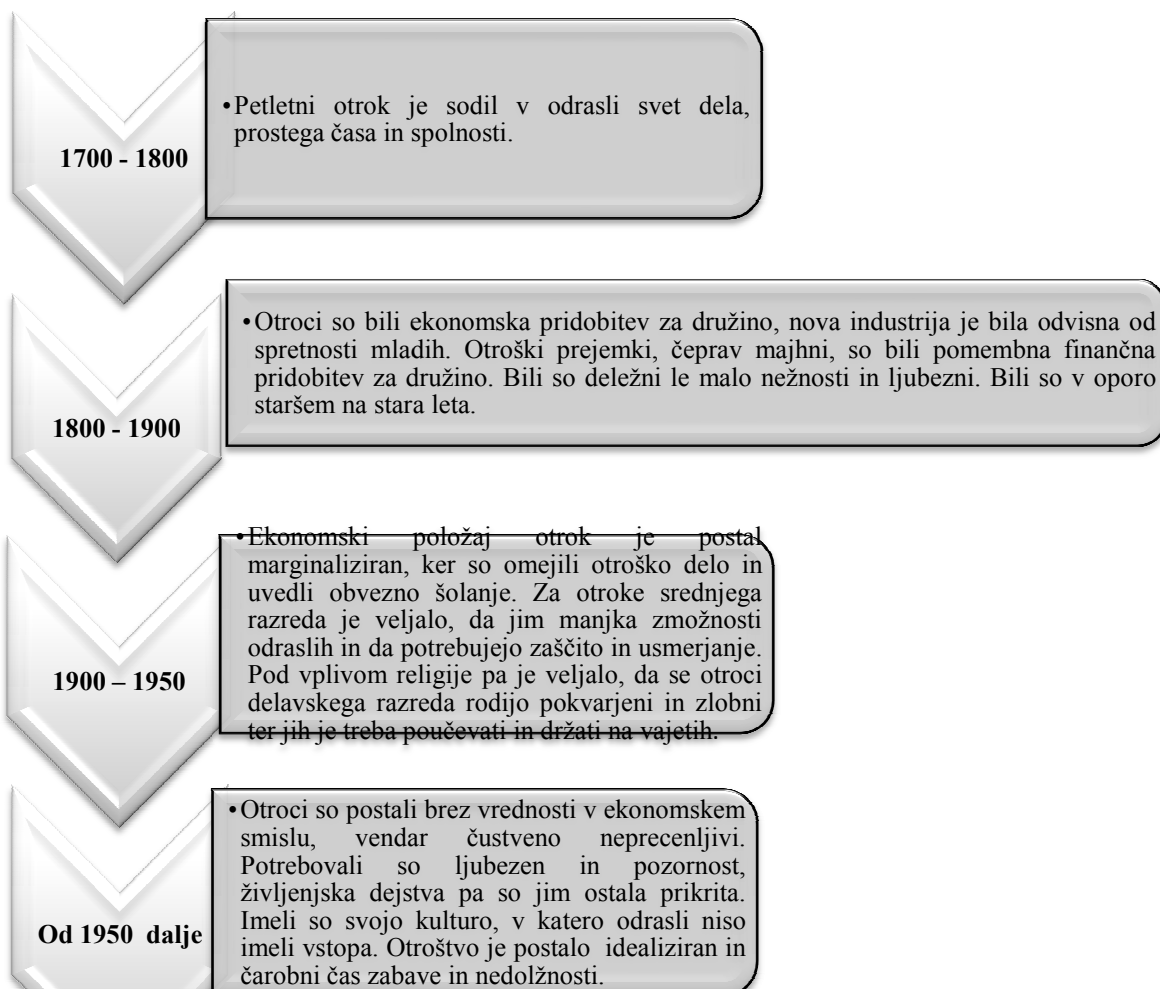 1700 - 1800
•Petletni otrok je sodil v odrasli svet dela,
prostega časa in spolnosti.
1800 - 1900
•Otroci so bili ekonomska pridobitev za družino, nova industrija je bila odvisna od
spretnosti mladih. Otroški prejemki, čeprav majhni, so bili pomembna finančna
pridobitev za družino. Bili so deležni le malo nežnosti in ljubezni. Bili so v oporo
staršem na stara leta.
1900 – 1950
•Ekonomski položaj otrok je postal
marginaliziran, ker so omejili otroško delo in
uvedli obvezno šolanje. Za otroke srednjega
razreda je veljalo, da jim manjka zmožnosti
odraslih in da potrebujejo zaščito in usmerjanje.
Pod vplivom religije pa je veljalo, da se otroci
delavskega razreda rodijo pokvarjeni in zlobni
ter jih je treba poučevati in držati na vajetih.
Od 1950 dalje
•Otroci so postali brez vrednosti v ekonomskem
smislu, vendar čustveno neprecenljivi.
Potrebovali so ljubezen in pozornost,
življenjska dejstva pa so jim ostala prikrita.
Imeli so svojo kulturo, v katero odrasli niso
imeli vstopa. Otroštvo je postalo idealiziran in
čarobni čas zabave in nedolžnosti.